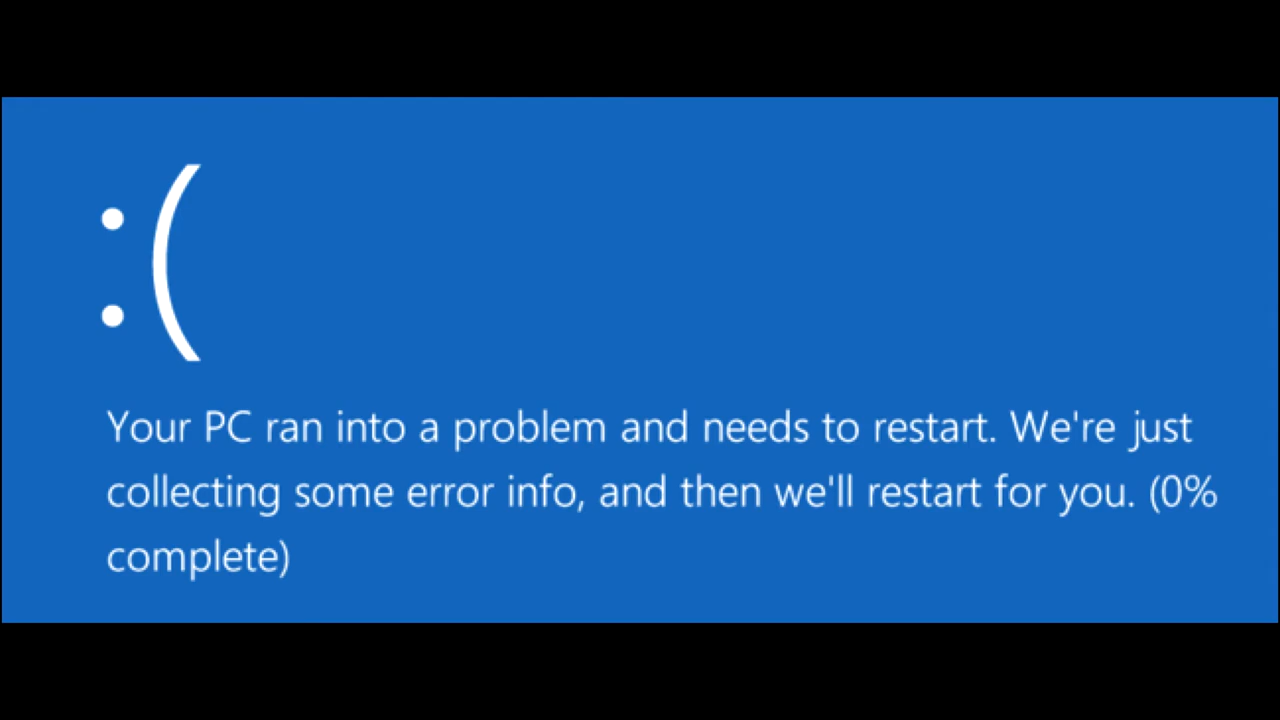 :(
Your PC ran into a problem and needs to restart. We're just
collecting some error info, and then we'll restart for you. (0%
complete)